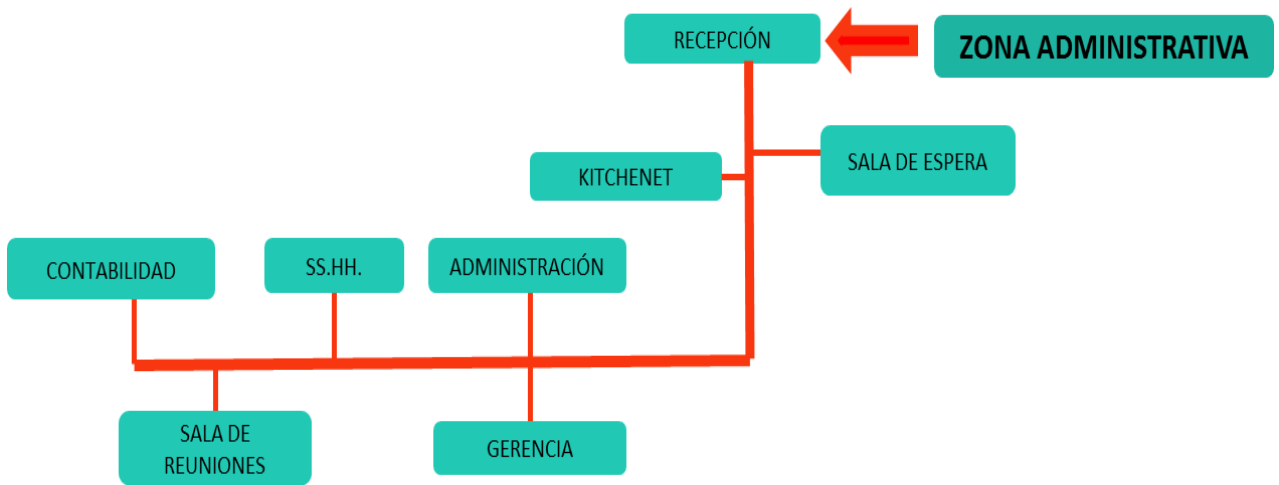 RECEPCIÓN
ZONA ADMINISTRATIVA
SALA DE ESPERA
KITCHENET
CONTABILIDAD
SS.HH.
ADMINISTRACIÓN
SALA DE
REUNIONES
GERENCIA